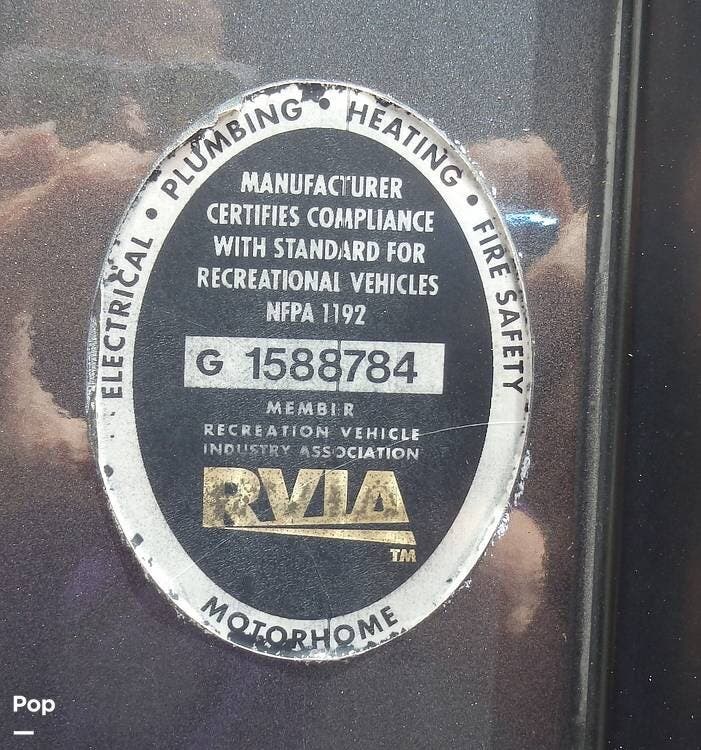 ELECTRICAL • PLUMBING • HEATING • FIRE SAFETY
MANUFACTURER
CERTIFIES COMPLIANCE
WITH STANDARD FOR
RECREATIONAL VEHICLES
NFPA 1192
G 1588784
MEMBER
RECREATION VEHICLE
INDUSTRY ASSOCIATION
RVIA
TM
MOTORHOME
Pop